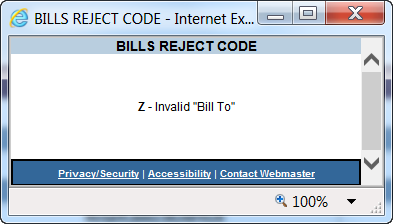 BILLS REJECT CODE - Internet Ex...
BILLS REJECT CODE
Z - Invalid "Bill To"
Privacy/Security | Accessibility | Contact Webmaster
100%